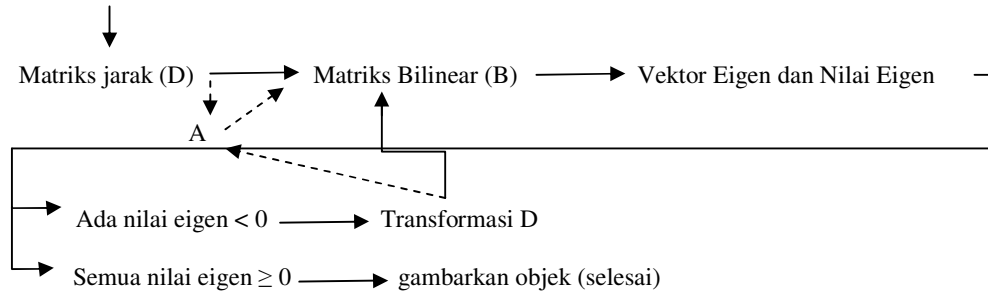 Matriks jarak (D) Matriks Bilinear (B) Vektor Eigen dan Nilai Eigen
A
Ada nilai eigen < 0 Transformasi D
Semua nilai eigen ≥ 0 gambarkan objek (selesai)